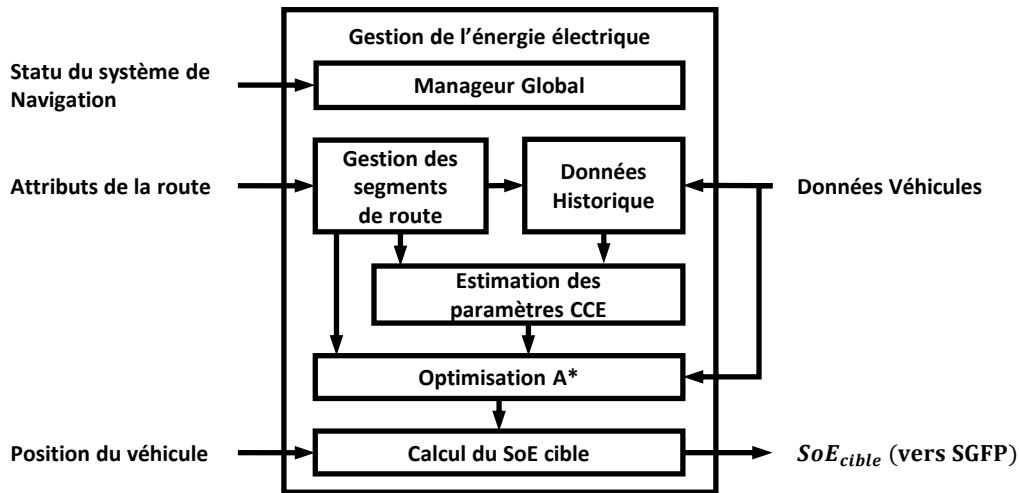 Gestion de l'énergie électrique
Statu du système de
Navigation
Manageur Global
Attributs de la route
Gestion des
segments
de route
Données
Historique
Données Véhicules
Estimation des
paramètres CCE
Optimisation A*
Position du véhicule
Calcul du SoE cible
SoE_cible (vers SGFP)